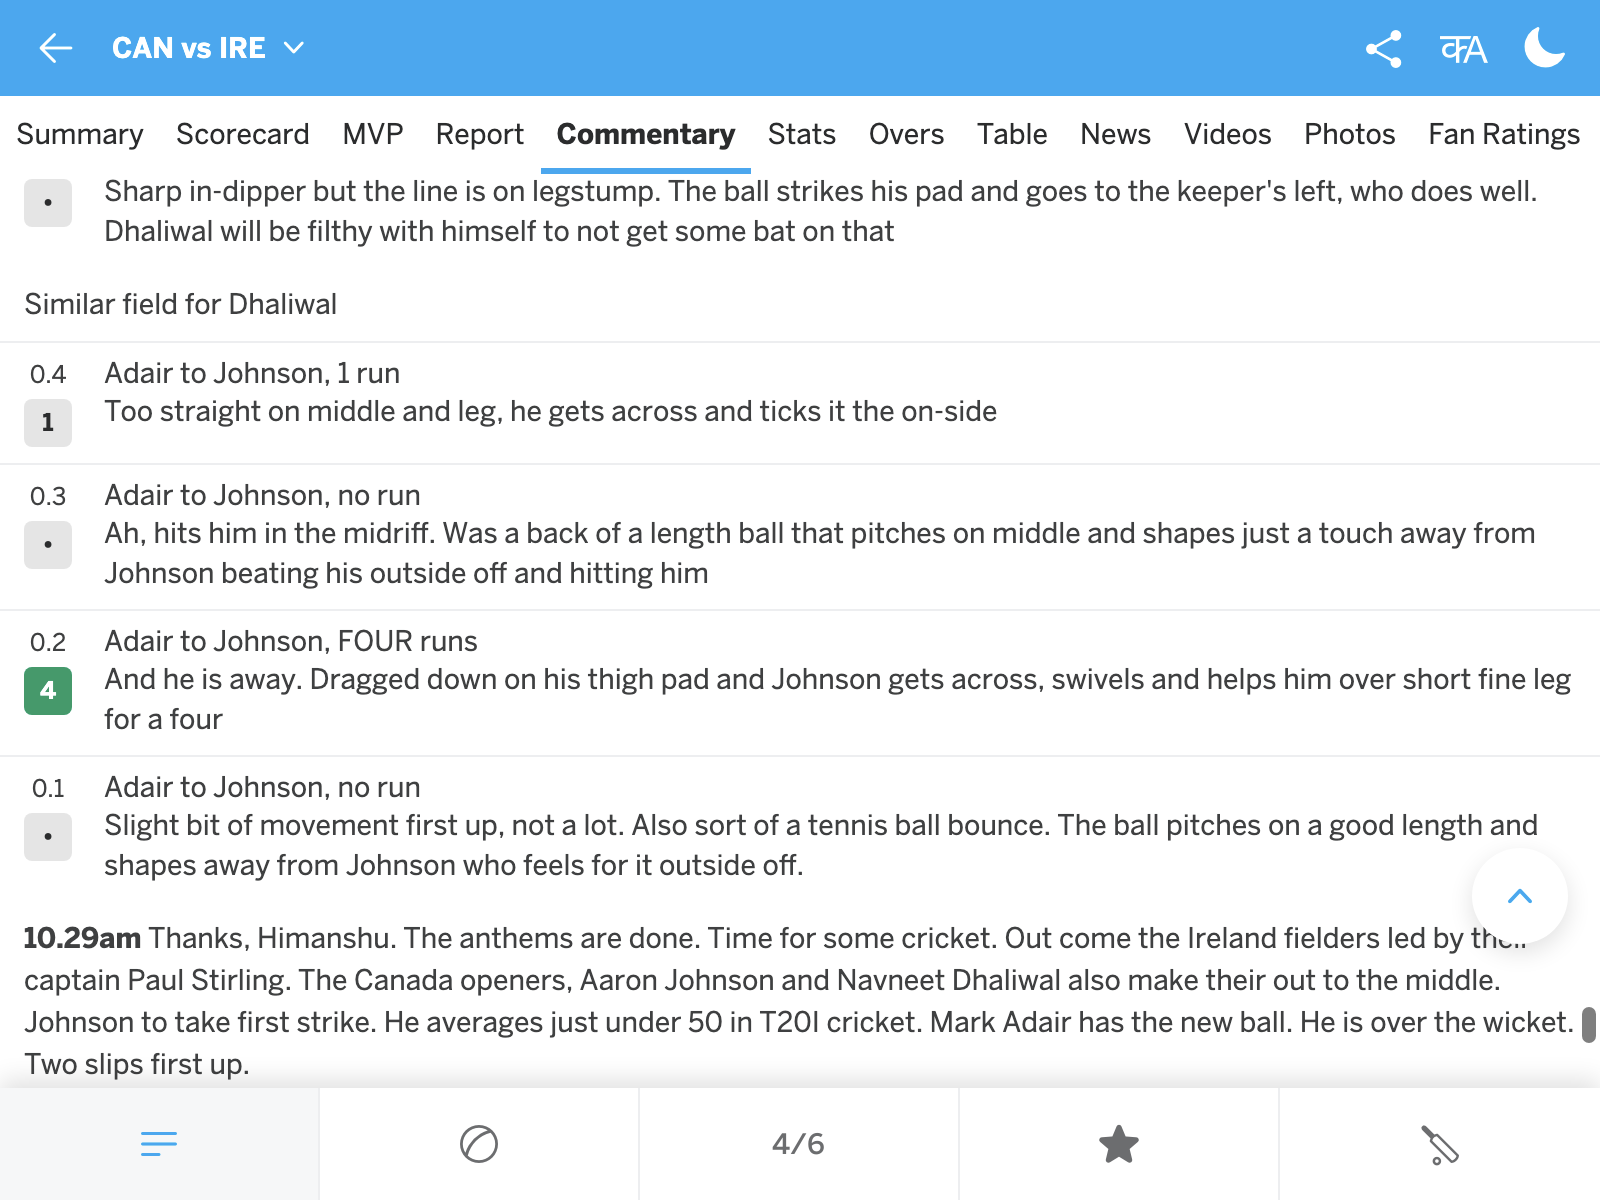 CAN vs IRE
क A
Summary Scorecard MVP Report Commentary Stats Overs Table News Videos Photos Fan Ratings
• Sharp in-dipper but the line is on legstump. The ball strikes his pad and goes to the keeper's left, who does well.
Dhaliwal will be filthy with himself to not get some bat on that
Similar field for Dhaliwal
0.4 Adair to Johnson, 1 run
1 Too straight on middle and leg, he gets across and ticks it the on-side
0.3 Adair to Johnson, no run
• Ah, hits him in the midriff. Was a back of a length ball that pitches on middle and shapes just a touch away from
Johnson beating his outside off and hitting him
0.2 Adair to Johnson, FOUR runs
4 And he is away. Dragged down on his thigh pad and Johnson gets across, swivels and helps him over short fine leg
for a four
0.1 Adair to Johnson, no run
• Slight bit of movement first up, not a lot. Also sort of a tennis ball bounce. The ball pitches on a good length and
shapes away from Johnson who feels for it outside off.
10.29am Thanks, Himanshu. The anthems are done. Time for some cricket. Out come the Ireland fielders led by
captain Paul Stirling. The Canada openers, Aaron Johnson and Navneet Dhaliwal also make their out to the middle.
Johnson to take first strike. He averages just under 50 in T20I cricket. Mark Adair has the new ball. He is over the wicket.
Two slips first up.
4/6